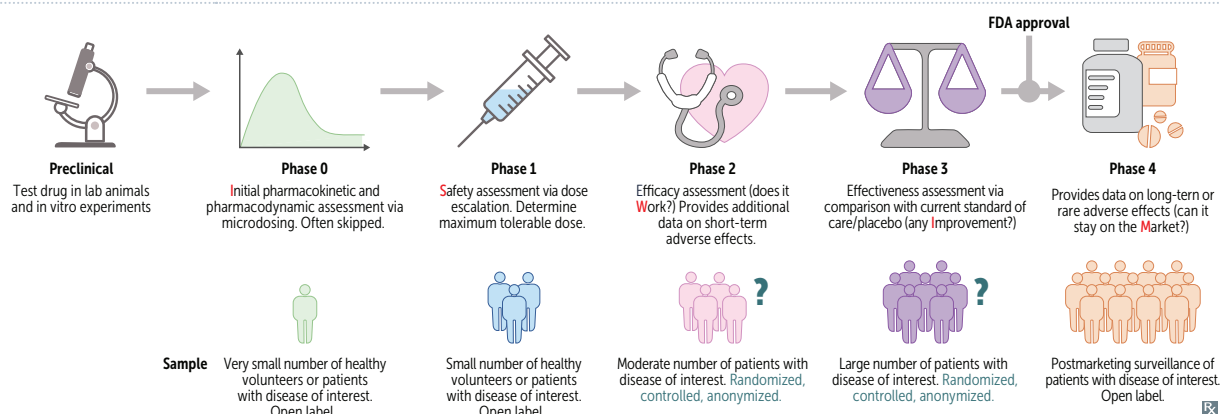 FDA approval
Preclinical
Test drug in lab animals
and in vitro experiments
Phase 0
Initial pharmacokinetic and
pharmacodynamic assessment via
microdosing. Often skipped.
Phase 1
Safety assessment via dose
escalation. Determine
maximum tolerable dose.
Phase 2
Efficacy assessment (does it
Work?) Provides additional
data on short-term
adverse effects.
Phase 3
Effectiveness assessment via
comparison with current standard of
care/placebo (any Improvement?)
Phase 4
Provides data on long-term or
rare adverse effects (can it
stay on the Market?)
?
?
Sample
Very small number of healthy
volunteers or patients
with disease of interest.
Open label.
Small number of healthy
volunteers or patients
with disease of interest.
Open label.
Moderate number of patients with
disease of interest. Randomized,
controlled, anonymized.
Large number of patients with
disease of interest. Randomized,
controlled, anonymized.
Postmarketing surveillance of
patients with disease of interest.
Open label.
℞